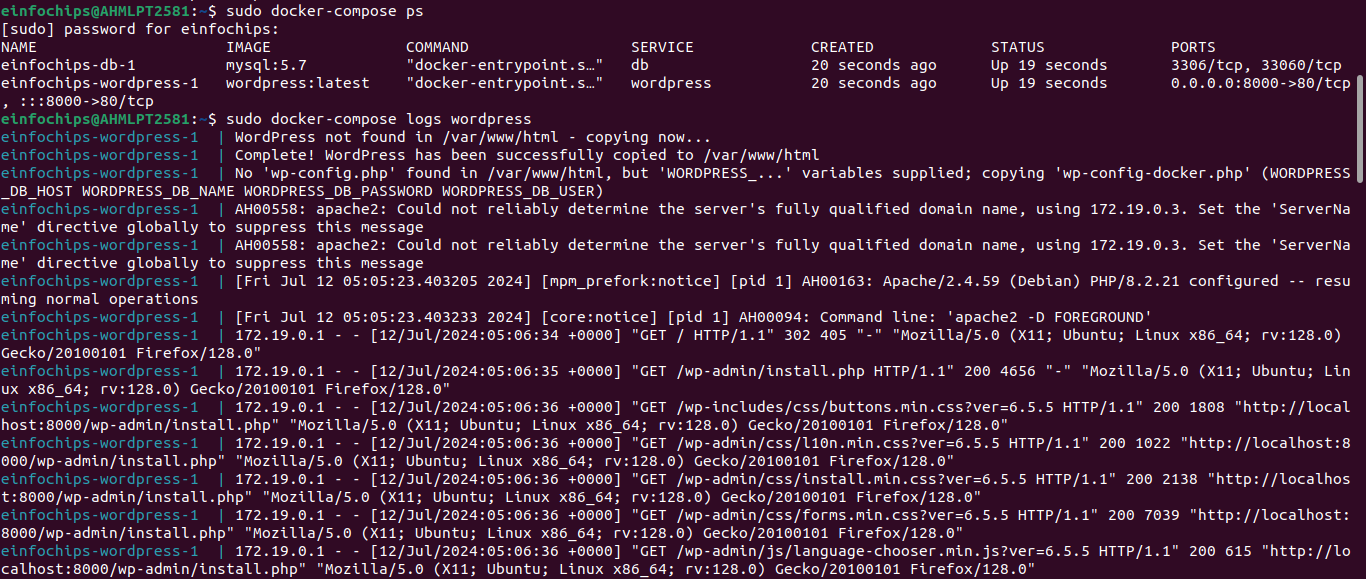 einfochips@AHMLPT2581:~$ sudo docker-compose ps
[sudo] password for einfochips:
NAME                     IMAGE               COMMAND                  SERVICE             CREATED             STATUS              PORTS
einfochips-db-1          mysql:5.7           "docker-entrypoint.s…"   db                  20 seconds ago      Up 19 seconds       3306/tcp, 33060/tcp
einfochips-wordpress-1   wordpress:latest    "docker-entrypoint.s…"   wordpress           20 seconds ago      Up 19 seconds       0.0.0.0:8000->80/tcp
, :::8000->80/tcp
einfochips@AHMLPT2581:~$ sudo docker-compose logs wordpress
einfochips-wordpress-1  | WordPress not found in /var/www/html - copying now...
einfochips-wordpress-1  | Complete! WordPress has been successfully copied to /var/www/html
einfochips-wordpress-1  | No 'wp-config.php' found in /var/www/html, but 'WORDPRESS_...' variables supplied; copying 'wp-config-docker.php' (WORDPRESS
_DB_HOST WORDPRESS_DB_NAME WORDPRESS_DB_PASSWORD WORDPRESS_DB_USER)
einfochips-wordpress-1  | AH00558: apache2: Could not reliably determine the server's fully qualified domain name, using 172.19.0.3. Set the 'ServerNa
me' directive globally to suppress this message
einfochips-wordpress-1  | AH00558: apache2: Could not reliably determine the server's fully qualified domain name, using 172.19.0.3. Set the 'ServerNa
me' directive globally to suppress this message
einfochips-wordpress-1  | [Fri Jul 12 05:05:23.403205 2024] [mpm_prefork:notice] [pid 1] AH00163: Apache/2.4.59 (Debian) PHP/8.2.21 configured -- resu
ming normal operations
einfochips-wordpress-1  | [Fri Jul 12 05:05:23.403233 2024] [core:notice] [pid 1] AH00094: Command line: 'apache2 -D FOREGROUND'
einfochips-wordpress-1  | 172.19.0.1 - - [12/Jul/2024:05:06:34 +0000] "GET / HTTP/1.1" 302 405 "-" "Mozilla/5.0 (X11; Ubuntu; Linux x86_64; rv:128.0)
Gecko/20100101 Firefox/128.0"
einfochips-wordpress-1  | 172.19.0.1 - - [12/Jul/2024:05:06:35 +0000] "GET /wp-admin/install.php HTTP/1.1" 200 4656 "-" "Mozilla/5.0 (X11; Ubuntu; Lin
ux x86_64; rv:128.0) Gecko/20100101 Firefox/128.0"
einfochips-wordpress-1  | 172.19.0.1 - - [12/Jul/2024:05:06:36 +0000] "GET /wp-includes/css/buttons.min.css?ver=6.5.5 HTTP/1.1" 200 1808 "http://local
host:8000/wp-admin/install.php" "Mozilla/5.0 (X11; Ubuntu; Linux x86_64; rv:128.0) Gecko/20100101 Firefox/128.0"
einfochips-wordpress-1  | 172.19.0.1 - - [12/Jul/2024:05:06:36 +0000] "GET /wp-admin/css/l10n.min.css?ver=6.5.5 HTTP/1.1" 200 1022 "http://localhost:8
000/wp-admin/install.php" "Mozilla/5.0 (X11; Ubuntu; Linux x86_64; rv:128.0) Gecko/20100101 Firefox/128.0"
einfochips-wordpress-1  | 172.19.0.1 - - [12/Jul/2024:05:06:36 +0000] "GET /wp-admin/css/install.min.css?ver=6.5.5 HTTP/1.1" 200 2138 "http://localhos
t:8000/wp-admin/install.php" "Mozilla/5.0 (X11; Ubuntu; Linux x86_64; rv:128.0) Gecko/20100101 Firefox/128.0"
einfochips-wordpress-1  | 172.19.0.1 - - [12/Jul/2024:05:06:36 +0000] "GET /wp-admin/css/forms.min.css?ver=6.5.5 HTTP/1.1" 200 7039 "http://localhost:
8000/wp-admin/install.php" "Mozilla/5.0 (X11; Ubuntu; Linux x86_64; rv:128.0) Gecko/20100101 Firefox/128.0"
einfochips-wordpress-1  | 172.19.0.1 - - [12/Jul/2024:05:06:36 +0000] "GET /wp-admin/js/language-chooser.min.js?ver=6.5.5 HTTP/1.1" 200 615 "http://lo
calhost:8000/wp-admin/install.php" "Mozilla/5.0 (X11; Ubuntu; Linux x86_64; rv:128.0) Gecko/20100101 Firefox/128.0"